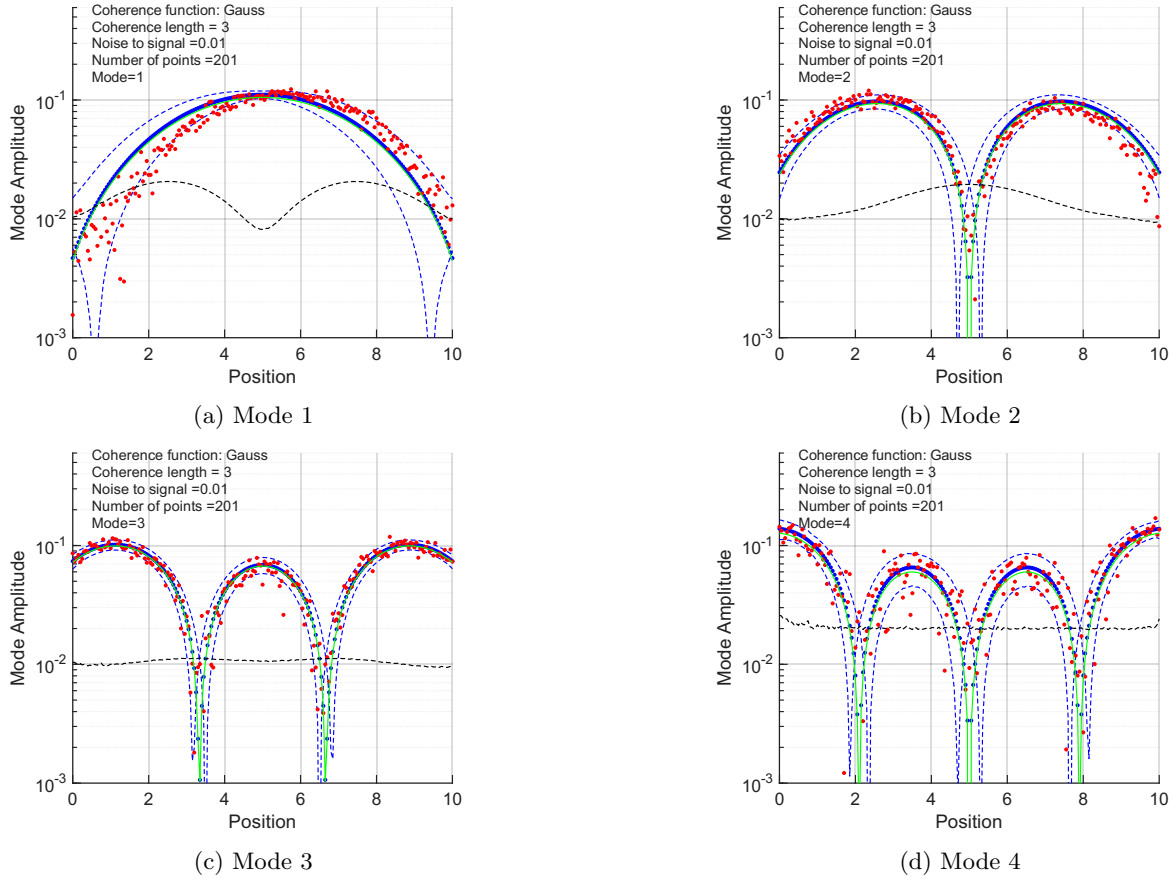 Coherence function: Gauss
Coherence length = 3
Noise to signal =0.01
Number of points =201
Mode=1
10-1
10-2
10-3
Mode Amplitude
0 2 4 6 8 10
Position
(a) Mode 1
Coherence function: Gauss
Coherence length = 3
Noise to signal =0.01
Number of points =201
Mode=2
10-1
10-2
10-3
Mode Amplitude
0 2 4 6 8 10
Position
(b) Mode 2
Coherence function: Gauss
Coherence length = 3
Noise to signal =0.01
Number of points =201
Mode=3
10-1
10-2
10-3
Mode Amplitude
0 2 4 6 8 10
Position
(c) Mode 3
Coherence function: Gauss
Coherence length = 3
Noise to signal =0.01
Number of points =201
Mode=4
10-1
10-2
10-3
Mode Amplitude
0 2 4 6 8 10
Position
(d) Mode 4